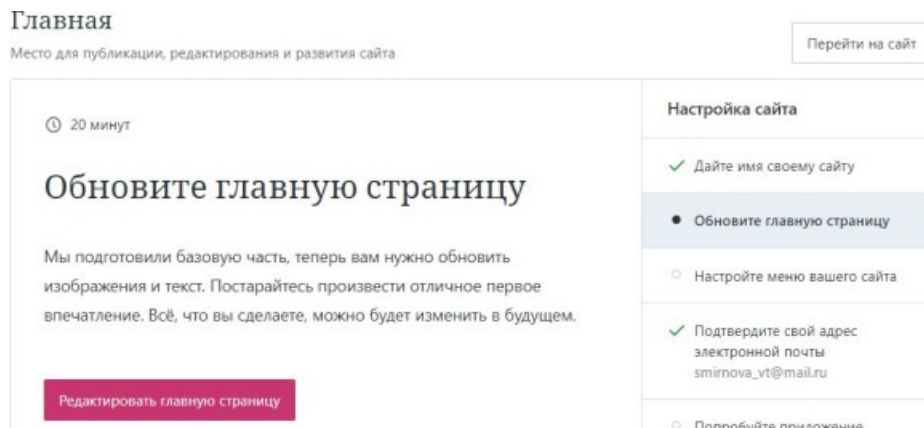 Главная
Место для публикации, редактирования и развития сайта
Перейти на сайт
20 минут
Обновите главную страницу
Мы подготовили базовую часть, теперь вам нужно обновить
изображения и текст. Постарайтесь произвести отличное первое
впечатление. Всё, что вы сделаете, можно будет изменить в будущем.
Редактировать главную страницу
Настройка сайта
Дайте имя своему сайту
Обновите главную страницу
Настройте меню вашего сайта
Подтвердите свой адрес
электронной почты
smirnova_vt@mail.ru
Попробуйте приложение